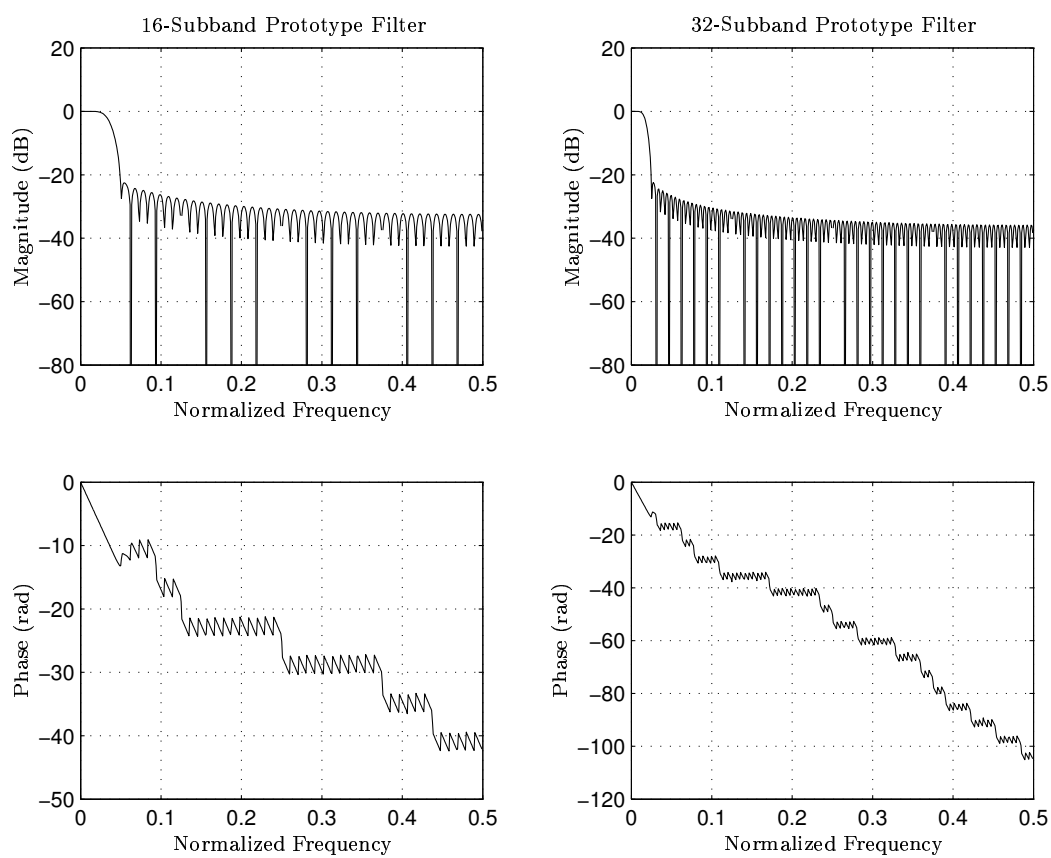 16-Subband Prototype Filter
20
0
−20
−40
−60
−80
Magnitude (dB)
0 0.1 0.2 0.3 0.4 0.5
Normalized Frequency
32-Subband Prototype Filter
20
0
−20
−40
−60
−80
Magnitude (dB)
0 0.1 0.2 0.3 0.4 0.5
Normalized Frequency
0
−10
−20
−30
−40
−50
Phase (rad)
0 0.1 0.2 0.3 0.4 0.5
Normalized Frequency
0
−20
−40
−60
−80
−100
−120
Phase (rad)
0 0.1 0.2 0.3 0.4 0.5
Normalized Frequency